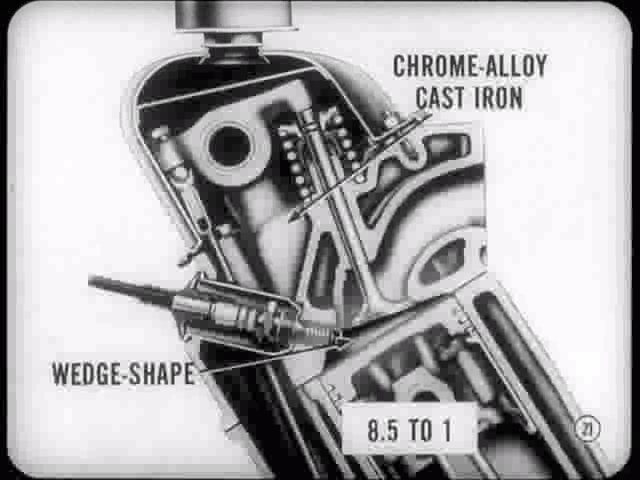 CHROME-ALLOY
CAST IRON
WEDGE-SHAPE
8.5 TO 1
21